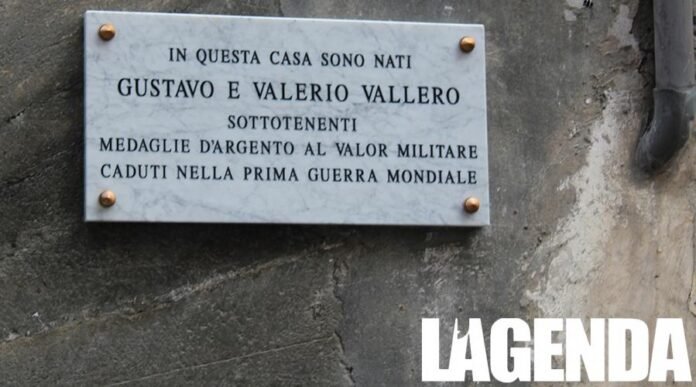 IN QUESTA CASA SONO NATI
GUSTAVO E VALERIO VALLERO
SOTTOTENENTI
MEDAGLIE D'ARGENTO AL VALOR MILITARE
CADUTI NELLA PRIMA GUERRA MONDIALE
LAGENDA